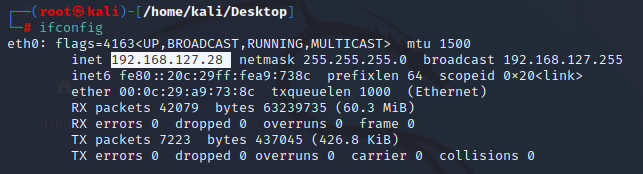 ┌──(root㉿kali)-[/home/kali/Desktop]
└─# ifconfig
eth0: flags=4163<UP,BROADCAST,RUNNING,MULTICAST>  mtu 1500
        inet 192.168.127.28  netmask 255.255.255.0  broadcast 192.168.127.255
        inet6 fe80::20c:29ff:fea9:738c  prefixlen 64  scopeid 0×20<link>
        ether 00:0c:29:a9:73:8c  txqueuelen 1000  (Ethernet)
        RX packets 42079  bytes 63239735 (60.3 MiB)
        RX errors 0  dropped 0  overruns 0  frame 0
        TX packets 7223  bytes 437045 (426.8 KiB)
        TX errors 0  dropped 0 overruns 0  carrier 0  collisions 0